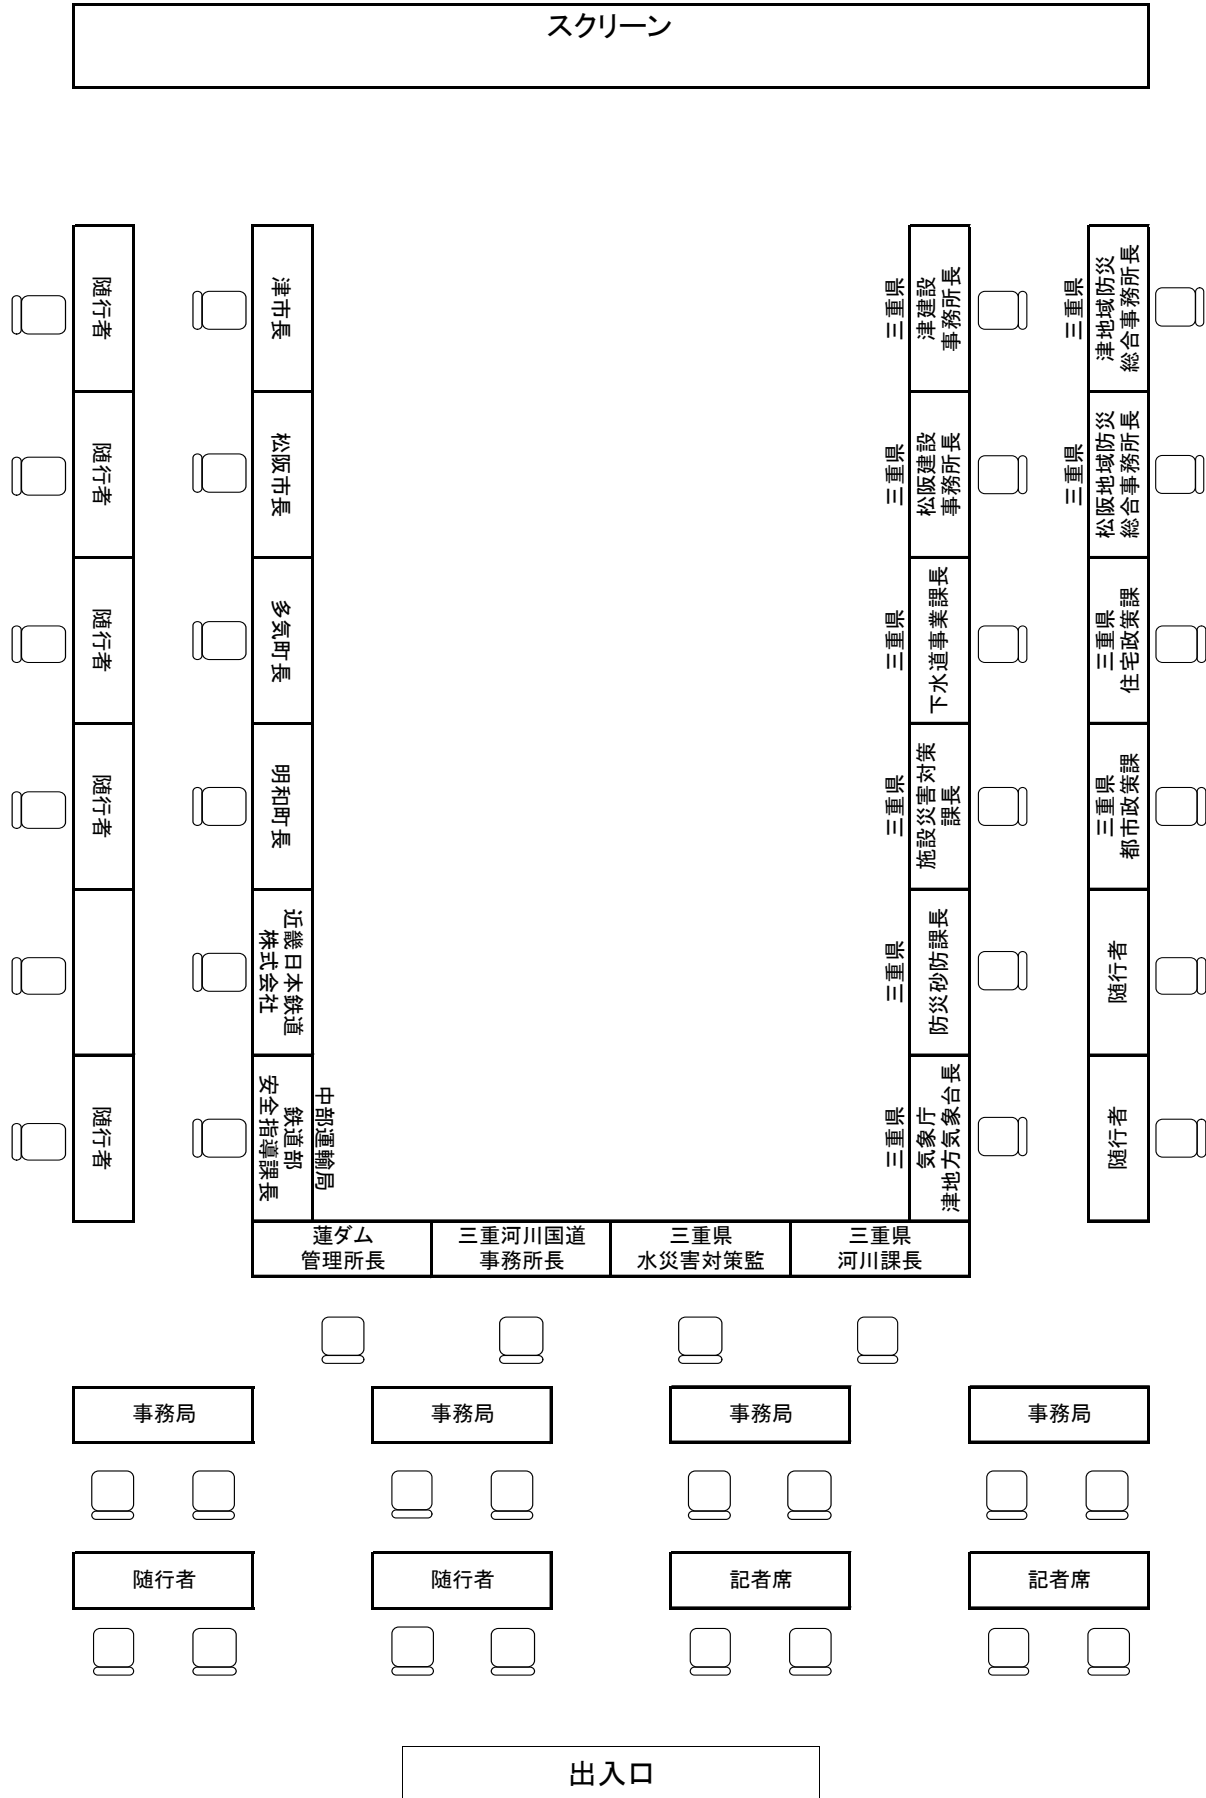 スクリーン
随行者
随行者
随行者
随行者
随行者
津市長
松阪市長
多気町長
明和町長
近畿日本鉄道
株式会社
中部運輸局
鉄道部
安全指導課長
三重県
津建設
事務所長
三重県
松阪建設
事務所長
三重県
下水道事業課長
三重県
施設災害対策
課長
三重県
防災砂防課長
三重県
気象庁
津地方気象台長
三重県
津地域防災
総合事務所長
三重県
松阪地域防災
総合事務所長
三重県
住宅政策課
三重県
都市政策課
随行者
随行者
蓮ダム
管理所長
三重河川国道
事務所長
三重県
水災害対策監
三重県
河川課長
事務局
事務局
事務局
事務局
随行者
随行者
記者席
記者席
出入口